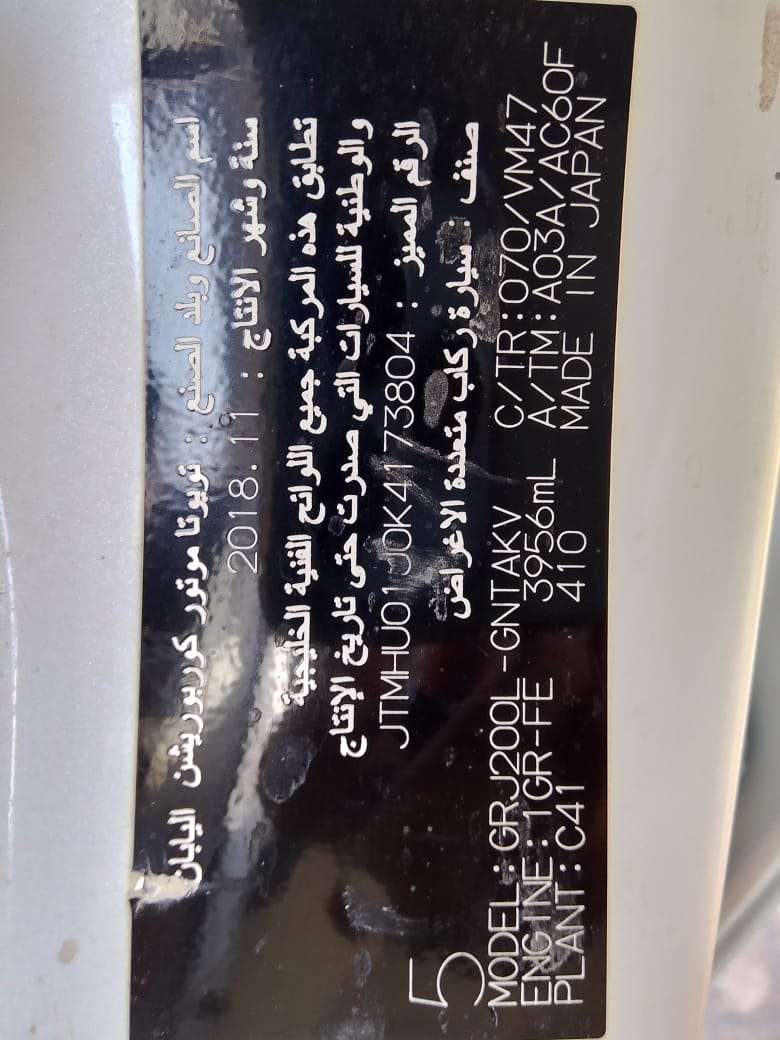 اسم الصانع وبلد الصنع : تويوتا موتور كوربوريشن اليابان
سنة وشهر الانتاج : 2018.11
تطابق هذه المركبة جميع اللوائح الفنية الخليجية
والوطنية للسيارات التي صدرت حتى تاريخ الإنتاج
الرقم المميز : JTMHU01J0K4173804
صنف : سيارة ركاب متعددة الاغراض
5
MODEL:GRJ200L-GNTAKV C/TR:070/VM47
ENGINE:1GR-FE 3956mL A/TM:A03A/AC60F
PLANT:C41 410 MADE IN JAPAN